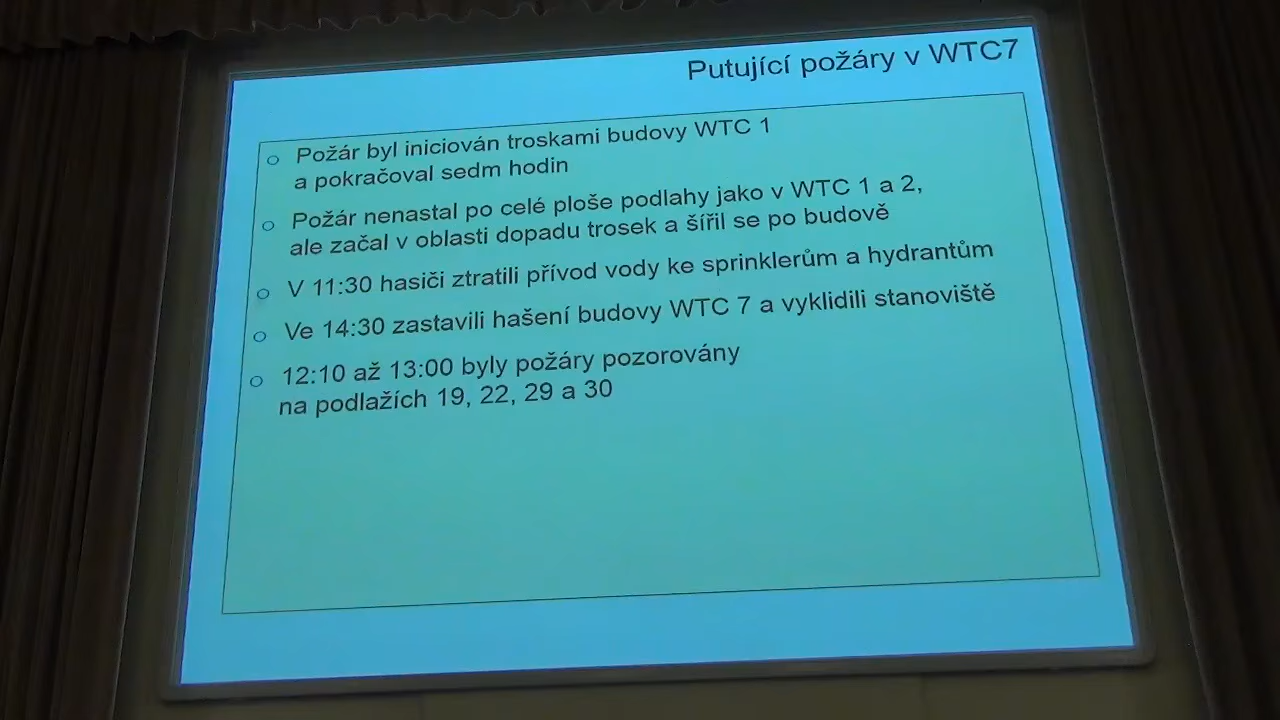 Putující požáry v WTC7
○ Požár byl iniciován troskami budovy WTC 1
a pokračoval sedm hodin
○ Požár nenastal po celé ploše podlahy jako v WTC 1 a 2,
ale začal v oblasti dopadu trosek a šířil se po budově
○ V 11:30 hasiči ztratili přívod vody ke sprinklerům a hydrantům
○ Ve 14:30 zastavili hašení budovy WTC 7 a vyklidili stanoviště
○ 12:10 až 13:00 byly požáry pozorovány
na podlažích 19, 22, 29 a 30